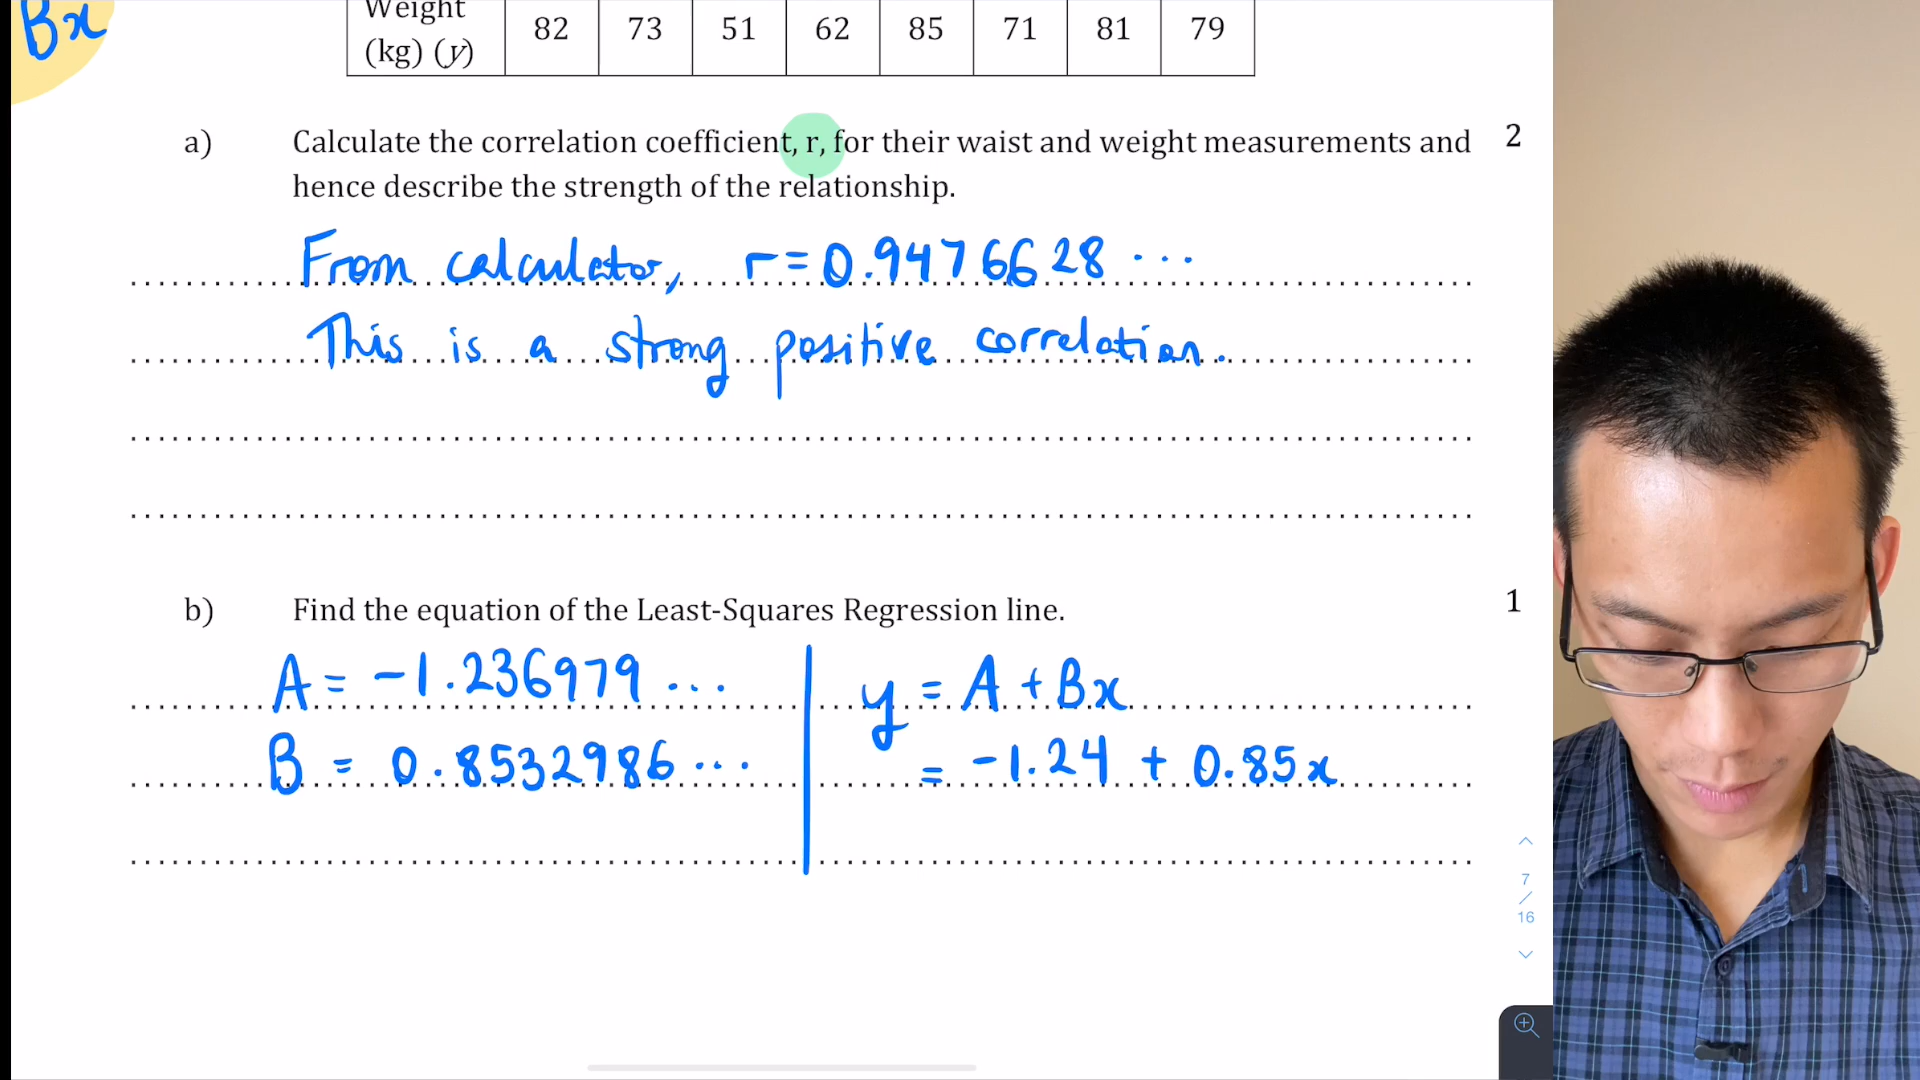 Bx
Weight
(kg) (y) 82 73 51 62 85 71 81 79
a) Calculate the correlation coefficient, r, for their waist and weight measurements and 2
hence describe the strength of the relationship.
From calculator, r = 0.9476628 ...
This is a strong positive correlation.
b) Find the equation of the Least-Squares Regression line. 1
A = -1.236979 ...
B = 0.8532986 ...
y = A + Bx
= -1.24 + 0.85x
7
/
16